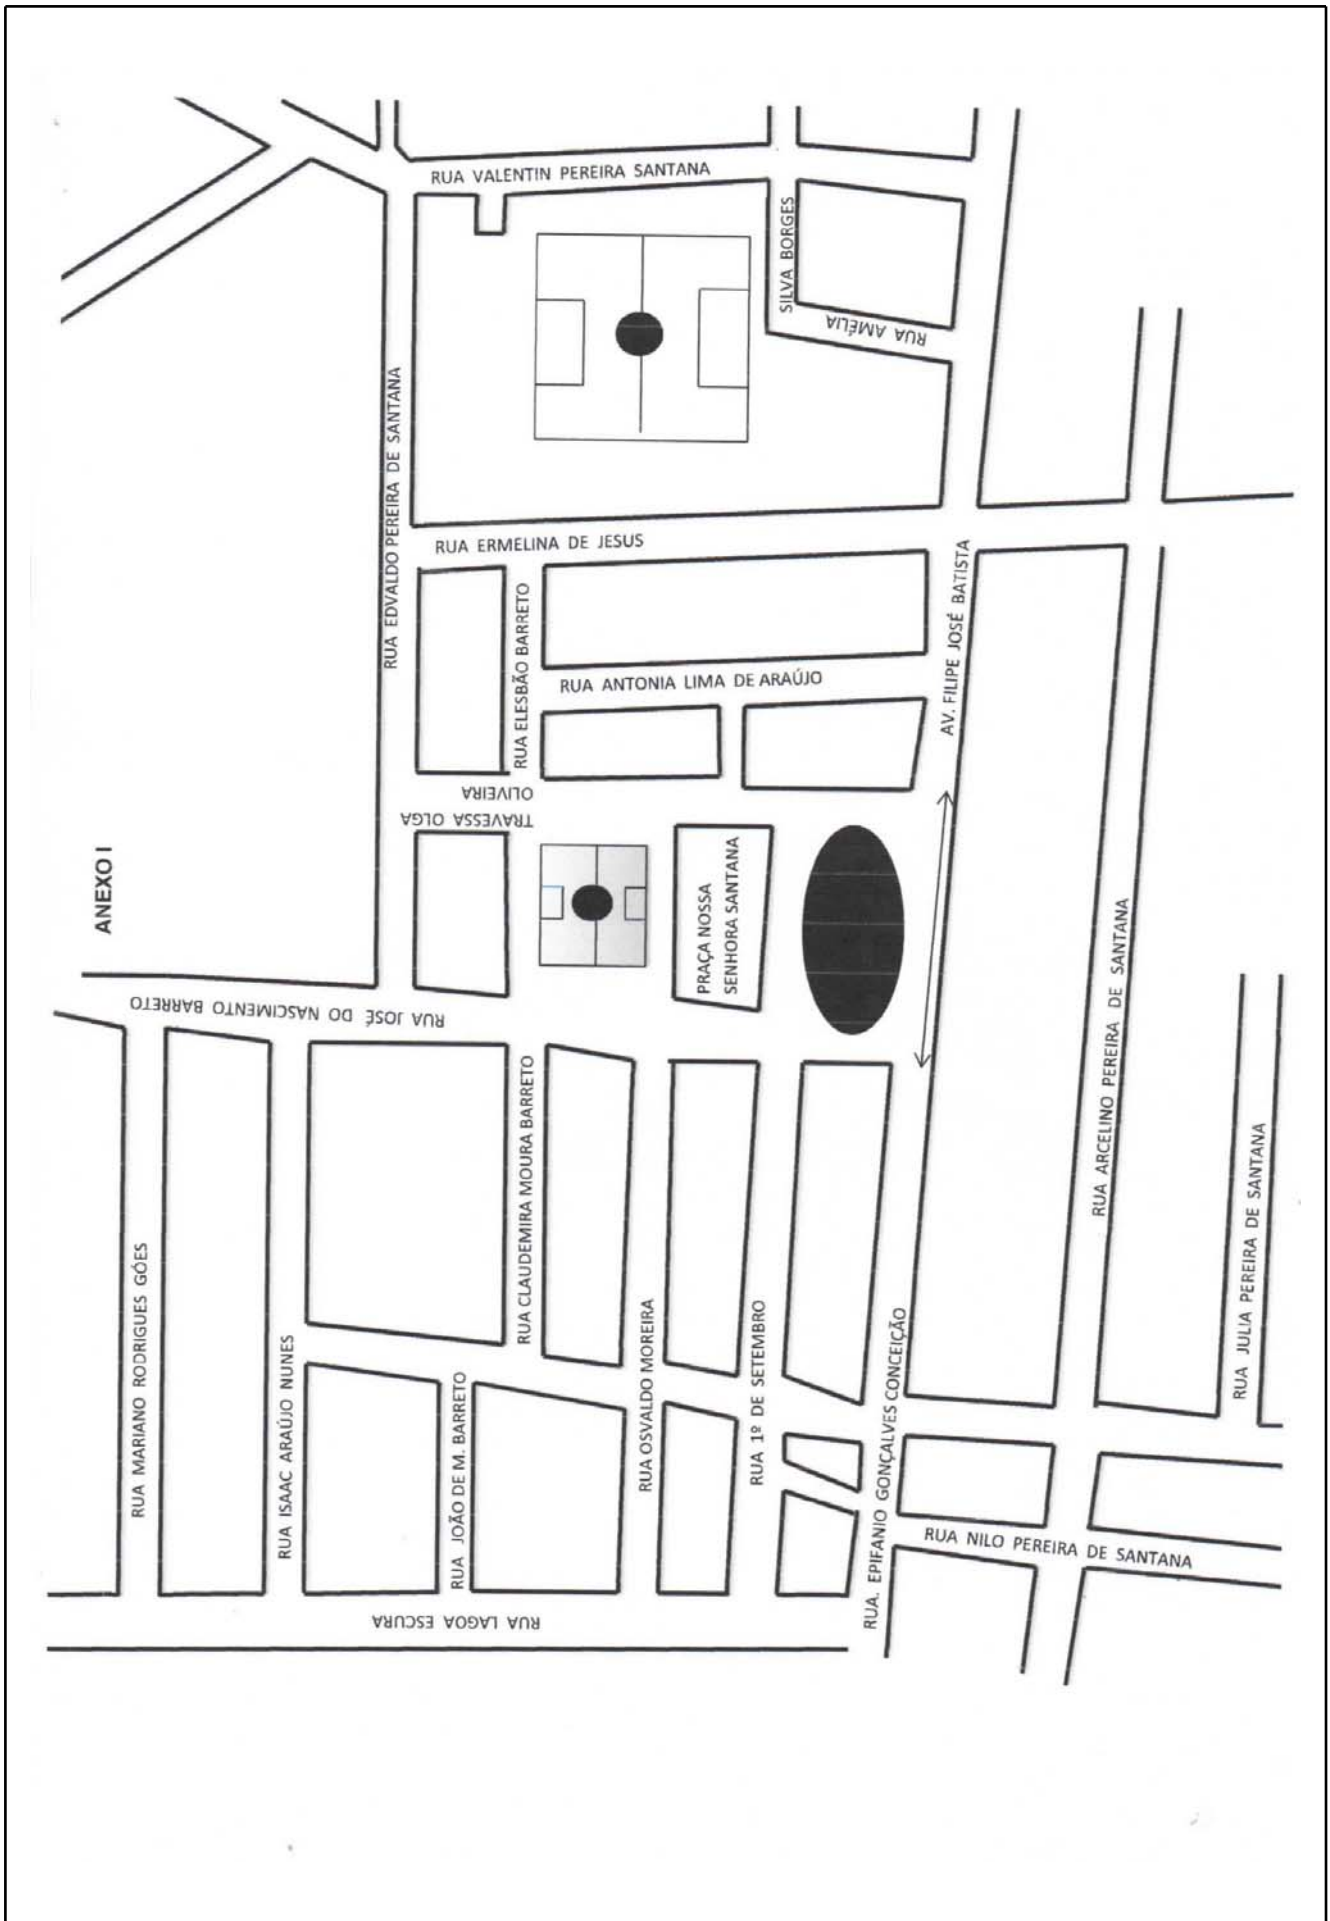 ANEXO I
RUA VALENTIN PEREIRA SANTANA
SILVA BORGES
RUA AMÉLIA
RUA EDVALDO PEREIRA DE SANTANA
RUA ERMELINA DE JESUS
RUA ELESBÃO BARRETO
RUA ANTONIA LIMA DE ARAÚJO
AV. FILIPE JOSÉ BATISTA
TRAVESSA OLGA
OLIVEIRA
PRAÇA NOSSA
SENHORA SANTANA
RUA JOSÉ DO NASCIMENTO BARRETO
RUA ARCELINO PEREIRA DE SANTANA
RUA CLAUDEMIRA MOURA BARRETO
RUA JULIA PEREIRA DE SANTANA
RUA MARIANO RODRIGUES GÓES
RUA ISAAC ARAÚJO NUNES
RUA JOÃO DE M. BARRETO
RUA OSVALDO MOREIRA
RUA 1º DE SETEMBRO
RUA. EPIFANIO GONÇALVES CONCEIÇÃO
RUA NILO PEREIRA DE SANTANA
RUA LAGOA ESCURA